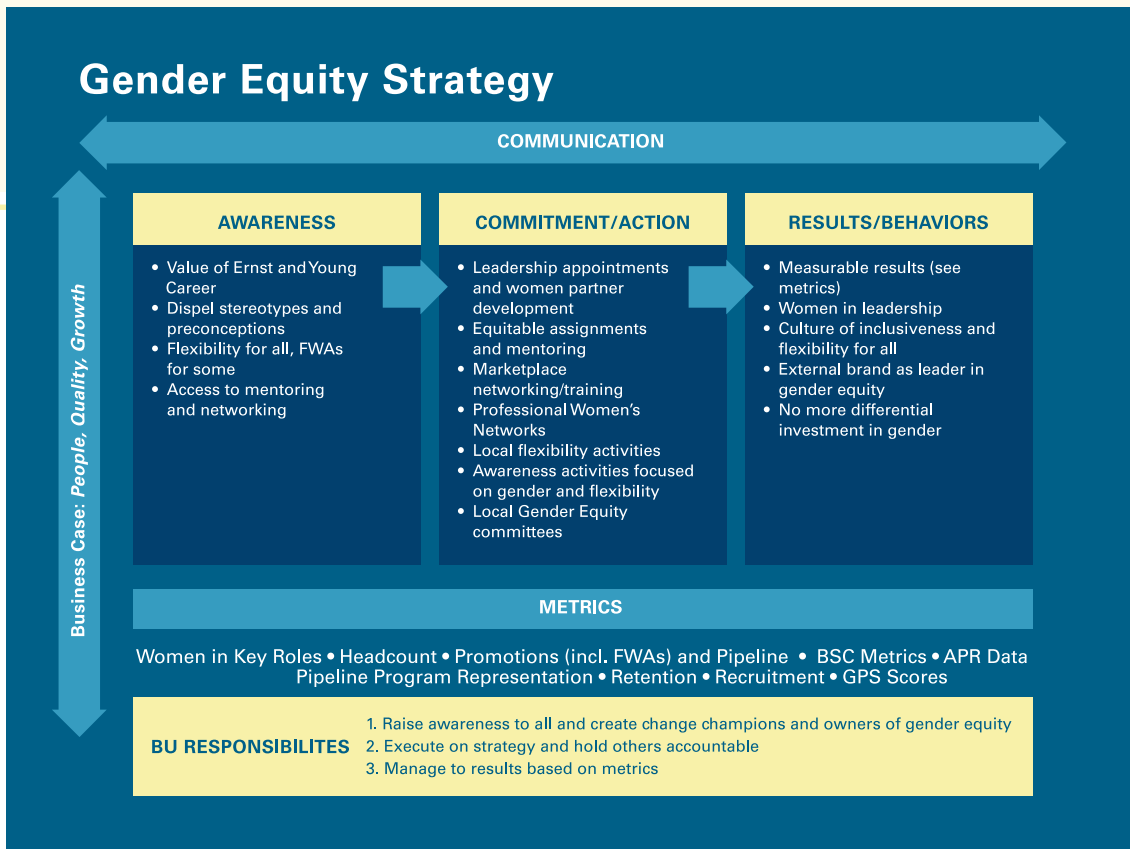 Gender Equity Strategy
COMMUNICATION
Business Case: People, Quality, Growth
AWARENESS
• Value of Ernst and Young
Career
• Dispel stereotypes and
preconceptions
• Flexibility for all, FWAs
for some
• Access to mentoring
and networking
COMMITMENT/ACTION
• Leadership appointments
and women partner
development
• Equitable assignments
and mentoring
• Marketplace
networking/training
• Professional Women's
Networks
• Local flexibility activities
• Awareness activities focused
on gender and flexibility
• Local Gender Equity
committees
RESULTS/BEHAVIORS
• Measurable results (see
metrics)
• Women in leadership
• Culture of inclusiveness and
flexibility for all
• External brand as leader in
gender equity
• No more differential
investment in gender
METRICS
Women in Key Roles • Headcount • Promotions (incl. FWAs) and Pipeline • BSC Metrics • APR Data
Pipeline Program Representation • Retention • Recruitment • GPS Scores
BU RESPONSIBILITES
1. Raise awareness to all and create change champions and owners of gender equity
2. Execute on strategy and hold others accountable
3. Manage to results based on metrics